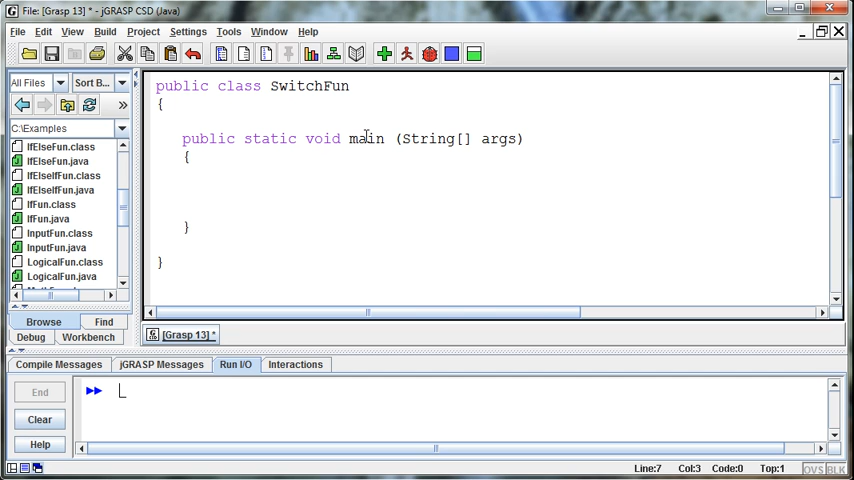 File: [Grasp 13] * - jGRASP CSD (Java)
File Edit View Build Project Settings Tools Window Help
All Files Sort B...
»
C:\Examples
IfElseFun.class
IfElseFun.java
IfElseIfFun.class
IfElseIfFun.java
IfFun.class
IfFun.java
InputFun.class
InputFun.java
LogicalFun.class
LogicalFun.java
Browse Find
Debug Workbench
public class SwitchFun
{
public static void main (String[] args)
{
}
}
[Grasp 13] *
Compile Messages jGRASP Messages Run I/O Interactions
End
Clear
Help
Line:7 Col:3 Code:0 Top:1 OVS BLK